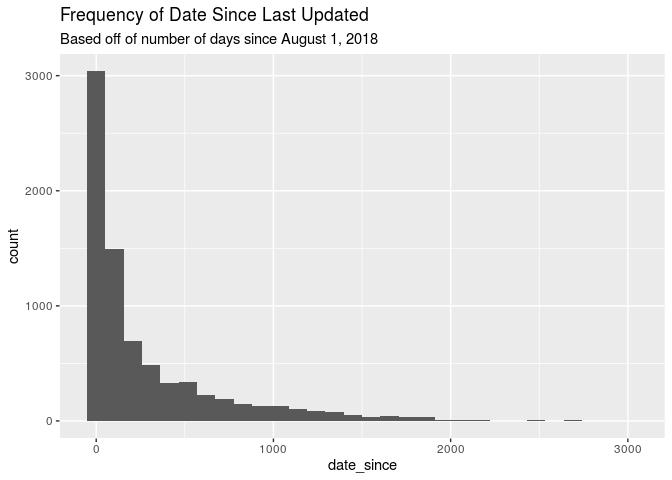 Frequency of Date Since Last Updated
Based off of number of days since August 1, 2018
3000
2000
1000
0
count
0 1000 2000 3000
date_since